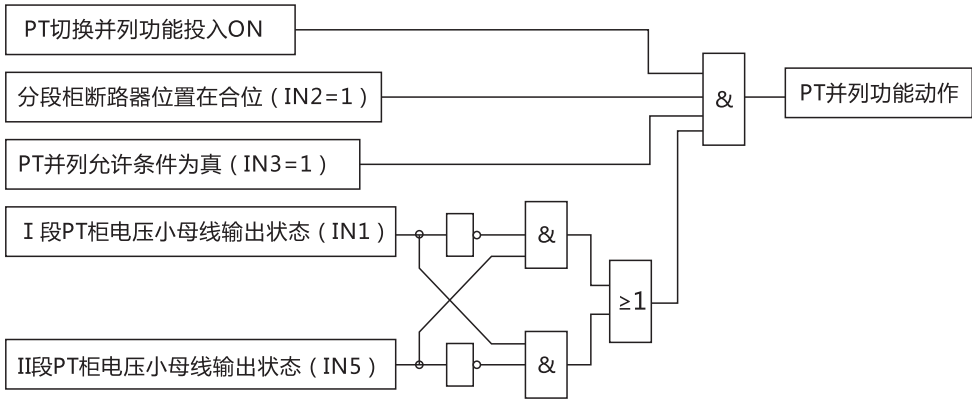 PT切换并列功能投入ON
分段柜断路器位置在合位（IN2=1）
&
PT并列功能动作
PT并列允许条件为真（IN3=1）
Ⅰ段PT柜电压小母线输出状态（IN1）
&
≥1
II段PT柜电压小母线输出状态（IN5）
&